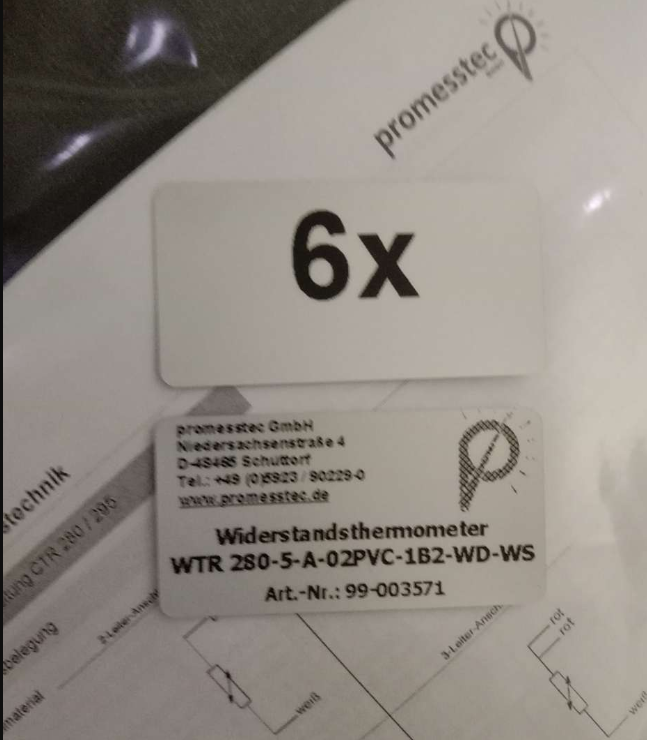 promesstec
6x
promesstec GmbH
Niedersachsenstraße 4
D-48465 Schüttorf
Tel.: +49 (0)5923 / 90229-0
www.promesstec.de
Widerstandsthermometer
WTR 280-5-A-02PVC-1B2-WD-WS
Art.-Nr.: 99-003571
stechnik
tung CTR 280 / 295
sbelegung
2-Leiter-Ansch
3-Leiter-Ansch
rot
rot
material
weiß
weiß